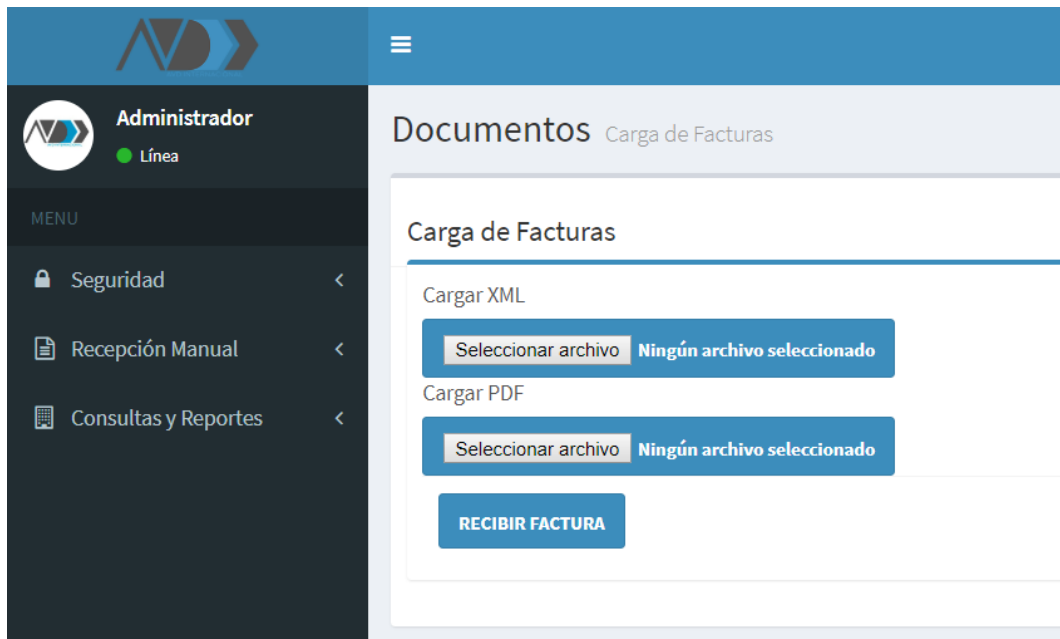 Administrador
Línea
Documentos Carga de Facturas
MENU
Seguridad
Recepción Manual
Consultas y Reportes
Carga de Facturas
Cargar XML
Seleccionar archivo Ningún archivo seleccionado
Cargar PDF
Seleccionar archivo Ningún archivo seleccionado
RECIBIR FACTURA